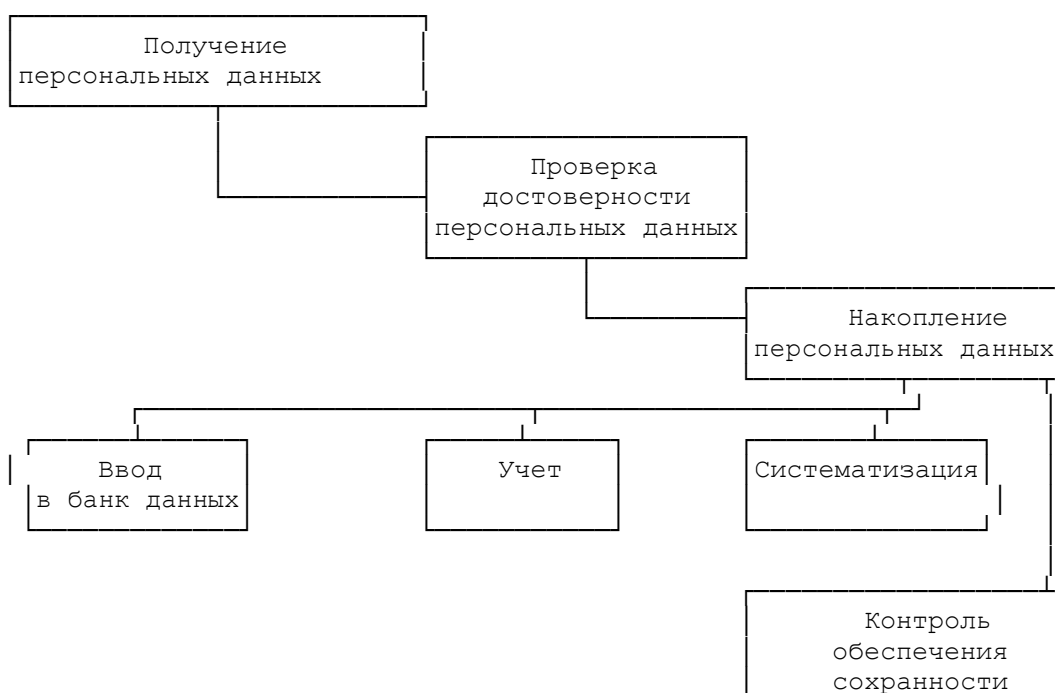 Получение
персональных данных
Проверка
достоверности
персональных данных
Накопление
персональных данных
Ввод
в банк данных
Учет
Систематизация
Контроль
обеспечения
сохранности